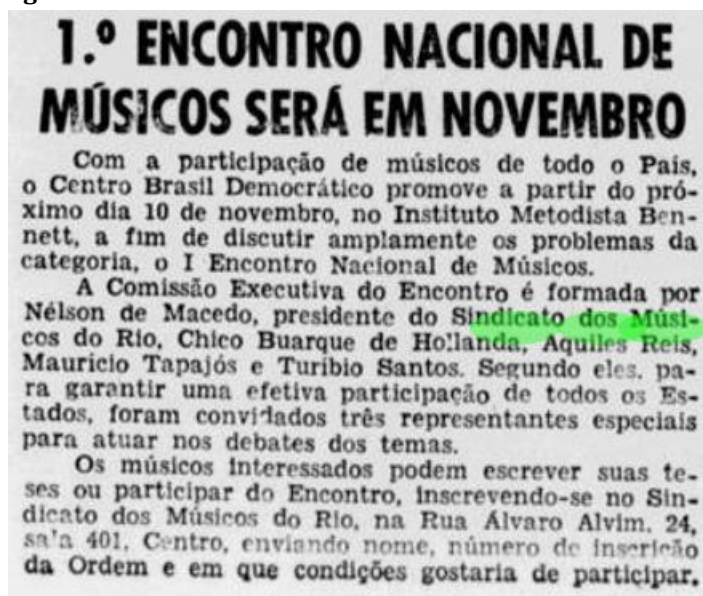 1.º ENCONTRO NACIONAL DE
MÚSICOS SERÁ EM NOVEMBRO
Com a participação de músicos de todo o País,
o Centro Brasil Democrático promove a partir do pró-
ximo dia 10 de novembro, no Instituto Metodista Ben-
nett, a fim de discutir amplamente os problemas da
categoria, o I Encontro Nacional de Músicos.
A Comissão Executiva do Encontro é formada por
Nélson de Macedo, presidente do Sindicato dos Músi-
cos do Rio, Chico Buarque de Hollanda, Aquiles Reis,
Maurício Tapajós e Turíbio Santos. Segundo eles, pa-
ra garantir uma efetiva participação de todos os Es-
tados, foram convidados três representantes especiais
para atuar nos debates dos temas.
Os músicos interessados podem escrever suas te-
ses ou participar do Encontro, inscrevendo-se no Sin-
dicato dos Músicos do Rio, na Rua Álvaro Alvim, 24,
sala 401, Centro, enviando nome, número de inscrição
da Ordem e em que condições gostaria de participar.